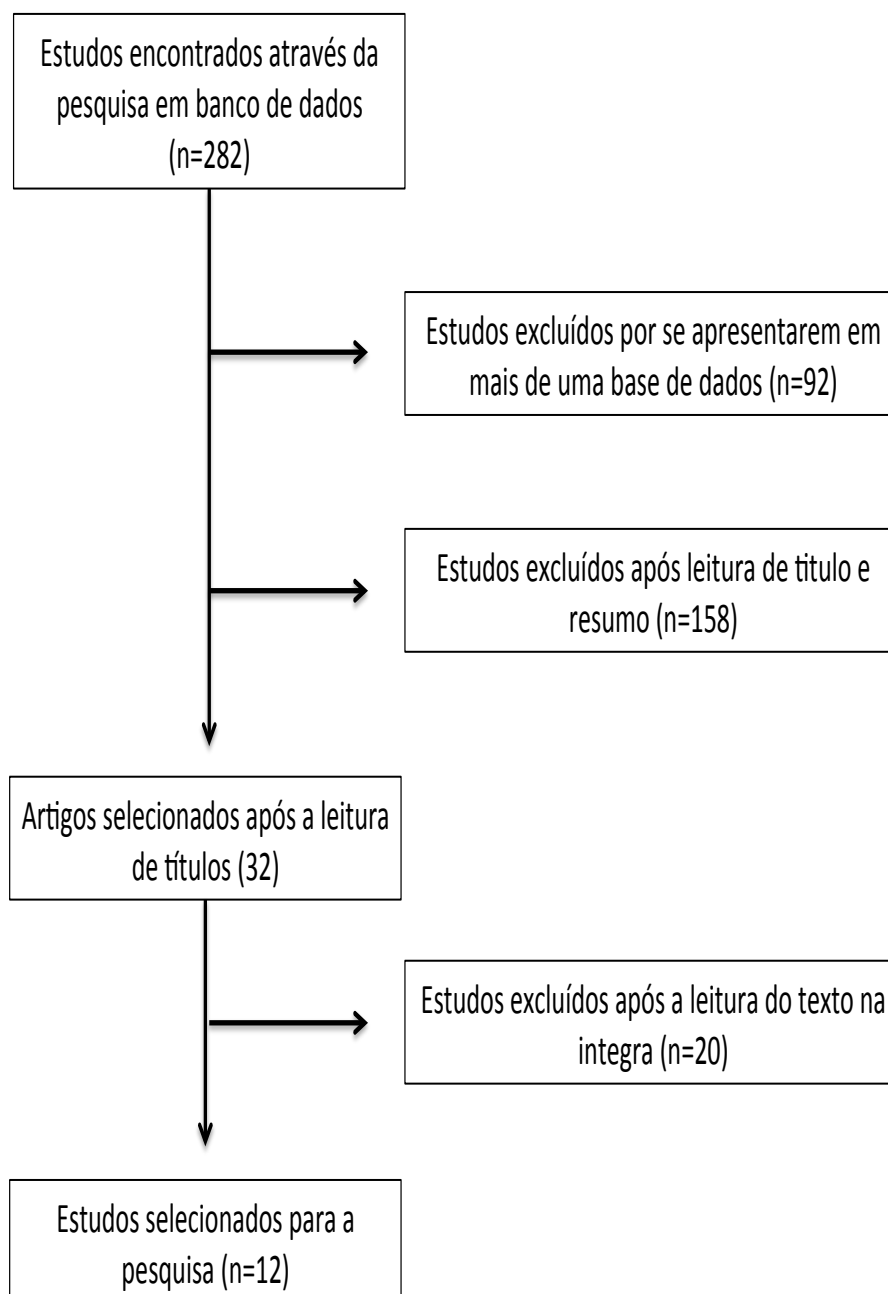 Estudos encontrados através da
pesquisa em banco de dados
(n=282)
Estudos excluídos por se apresentarem em
mais de uma base de dados (n=92)
Estudos excluídos após leitura de titulo e
resumo (n=158)
Artigos selecionados após a leitura
de títulos (32)
Estudos excluídos após a leitura do texto na
integra (n=20)
Estudos selecionados para a
pesquisa (n=12)